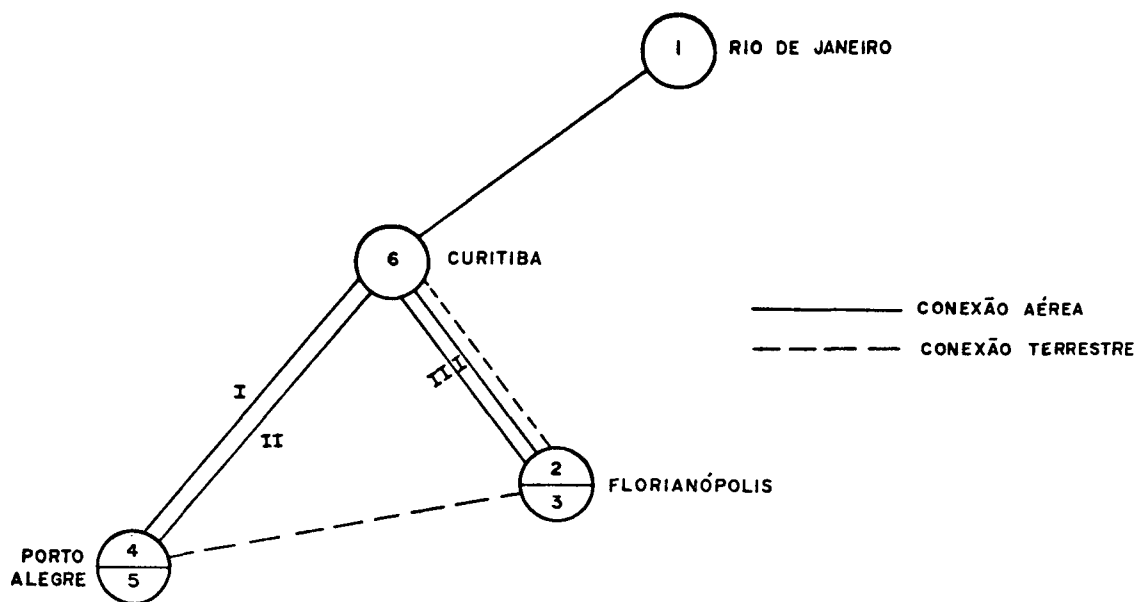 1 RIO DE JANEIRO
6 CURITIBA
CONEXÃO AÉREA
CONEXÃO TERRESTRE
I
II
I
II
2
3
FLORIANÓPOLIS
PORTO
ALEGRE
4
5